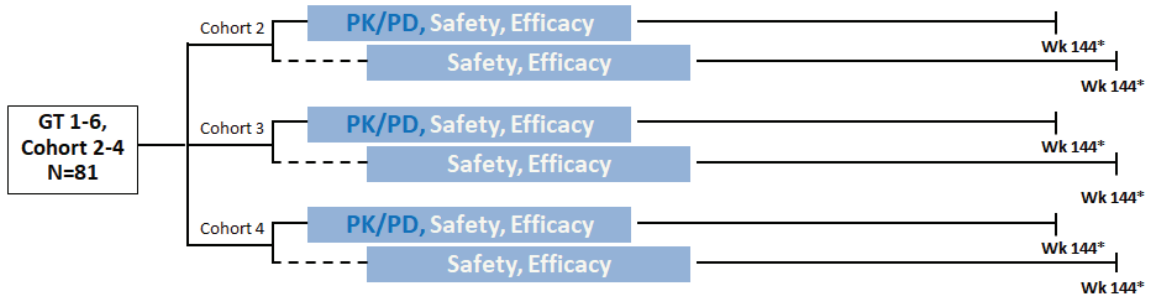 Cohort 2
PK/PD, Safety, Efficacy
Wk 144*
Safety, Efficacy
Wk 144*
GT 1-6,
Cohort 2-4
N=81
Cohort 3
PK/PD, Safety, Efficacy
Wk 144*
Safety, Efficacy
Wk 144*
Cohort 4
PK/PD, Safety, Efficacy
Wk 144*
Safety, Efficacy
Wk 144*